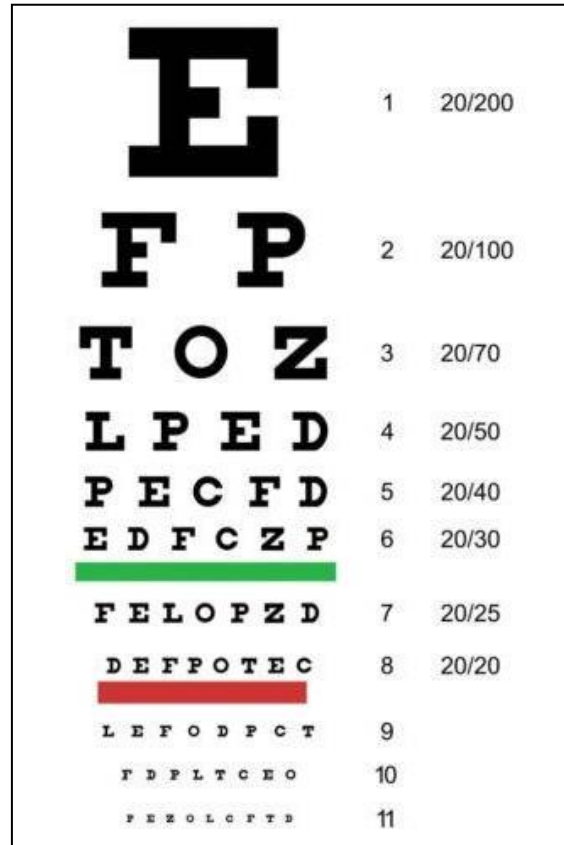 E 1 20/200
F P 2 20/100
T O Z 3 20/70
L P E D 4 20/50
P E C F D 5 20/40
E D F C Z P 6 20/30
F E L O P Z D 7 20/25
D E F P O T E C 8 20/20
L E F O D P C T 9
F D P L T C E O 10
P E Z O L C F T D 11